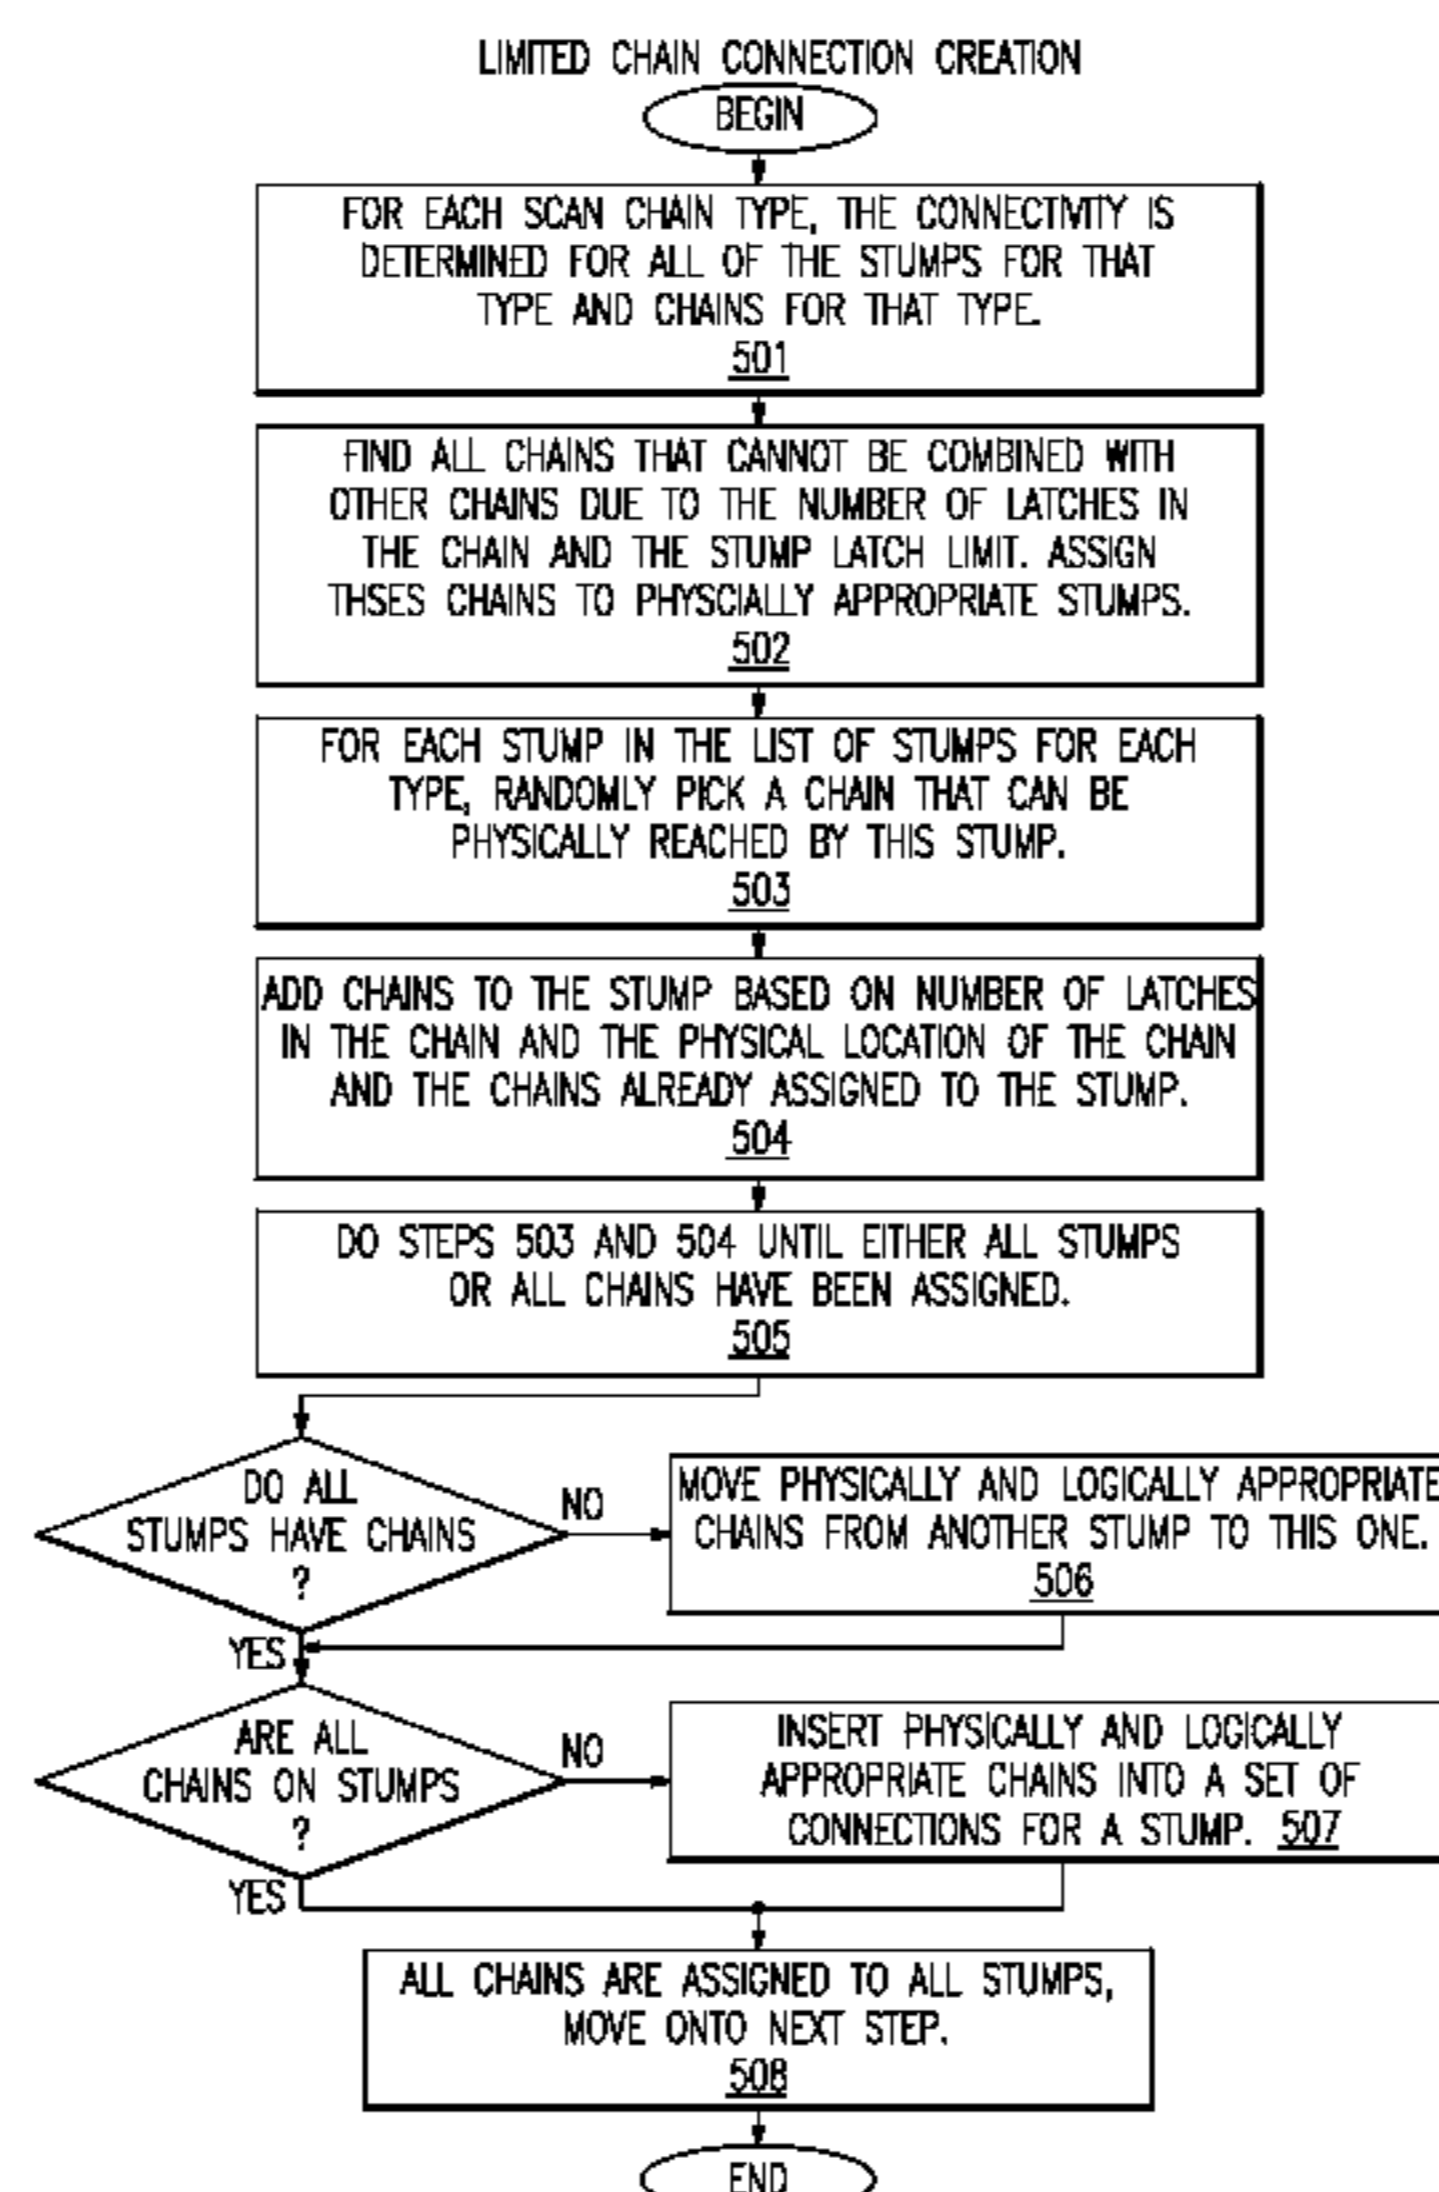 LIMITED CHAIN CONNECTION CREATION
BEGIN
FOR EACH SCAN CHAIN TYPE, THE CONNECTIVITY IS
DETERMINED FOR ALL OF THE STUMPS FOR THAT
TYPE AND CHAINS FOR THAT TYPE.
501
FIND ALL CHAINS THAT CANNOT BE COMBINED WITH
OTHER CHAINS DUE TO THE NUMBER OF LATCHES IN
THE CHAIN AND THE STUMP LATCH LIMIT. ASSIGN
THSES CHAINS TO PHYSCIALLY APPROPRIATE STUMPS.
502
FOR EACH STUMP IN THE LIST OF STUMPS FOR EACH
TYPE, RANDOMLY PICK A CHAIN THAT CAN BE
PHYSICALLY REACHED BY THIS STUMP.
503
ADD CHAINS TO THE STUMP BASED ON NUMBER OF LATCHES
IN THE CHAIN AND THE PHYSICAL LOCATION OF THE CHAIN
AND THE CHAINS ALREADY ASSIGNED TO THE STUMP.
504
DO STEPS 503 AND 504 UNTIL EITHER ALL STUMPS
OR ALL CHAINS HAVE BEEN ASSIGNED.
505
DO ALL
STUMPS HAVE CHAINS
?
NO
MOVE PHYSICALLY AND LOGICALLY APPROPRIATE
CHAINS FROM ANOTHER STUMP TO THIS ONE.
506
YES
ARE ALL
CHAINS ON STUMPS
?
NO
INSERT PHYSICALLY AND LOGICALLY
APPROPRIATE CHAINS INTO A SET OF
CONNECTIONS FOR A STUMP. 507
YES
ALL CHAINS ARE ASSIGNED TO ALL STUMPS,
MOVE ONTO NEXT STEP.
508
END